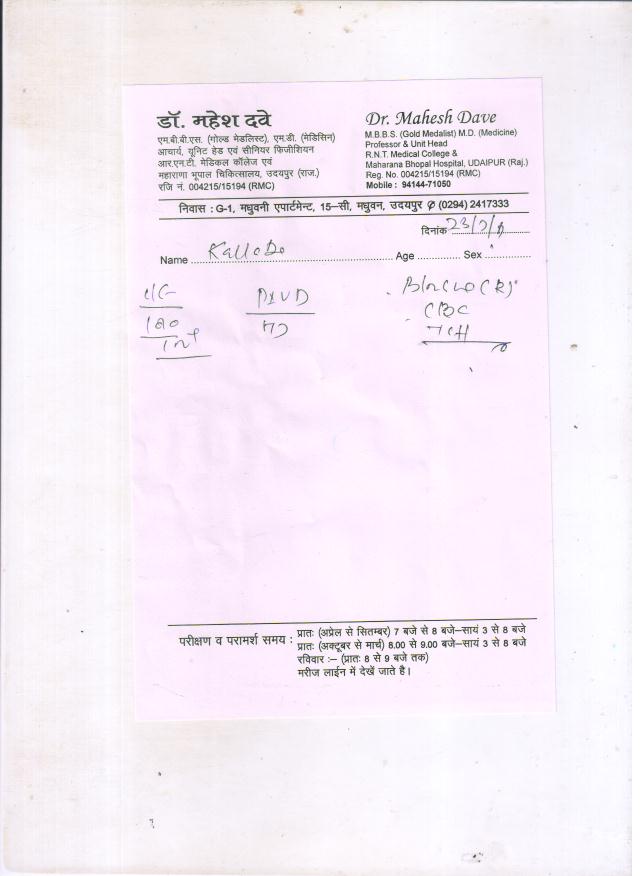 डॉ. महेश दवे
एम.बी.बी.एस. (गोल्ड मेडलिस्ट), एम.डी. (मेडिसिन)
आचार्य, यूनिट हेड एवं सीनियर फिजीशियन
आर.एन.टी. मेडिकल कॉलेज एवं
महाराणा भूपाल चिकित्सालय, उदयपुर (राज.)
रजि नं. 004215/15194 (RMC)
Dr. Mahesh Dave
M.B.B.S. (Gold Medalist) M.D. (Medicine)
Professor & Unit Head
R.N.T. Medical College &
Maharana Bhopal Hospital, UDAIPUR (Raj.)
Reg. No. 004215/15194 (RMC)
Mobile : 94144-71050
निवास : G-1, मधुवनी एपार्टमेन्ट, 15–सी, मधुवन, उदयपुर ✆ (0294) 2417333
दिनांक 23/7/
Name Age Sex
CBC
परीक्षण व परामर्श समय : प्रातः (अप्रेल से सितम्बर) 7 बजे से 8 बजे–सायं 3 से 8 बजे
प्रातः (अक्टूबर से मार्च) 8.00 से 9.00 बजे–सायं 3 से 8 बजे
रविवार :– (प्रातः 8 से 9 बजे तक)
मरीज लाईन में देखें जाते है।